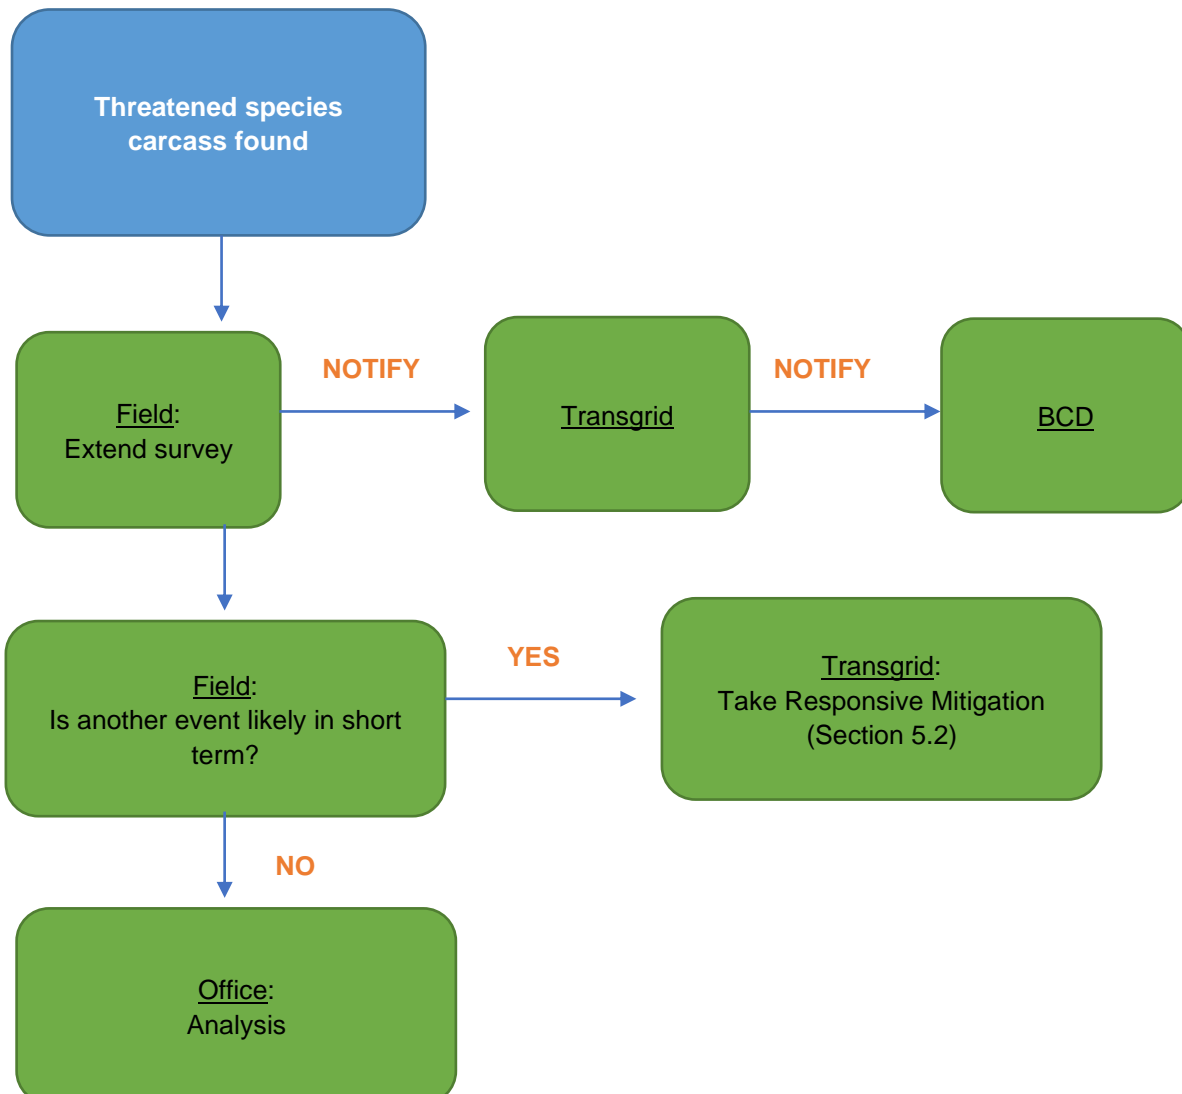 Threatened species
carcass found
NOTIFY
NOTIFY
Field:
Extend survey
Transgrid
BCD
YES
Field:
Is another event likely in short
term?
Transgrid:
Take Responsive Mitigation
(Section 5.2)
NO
Office:
Analysis